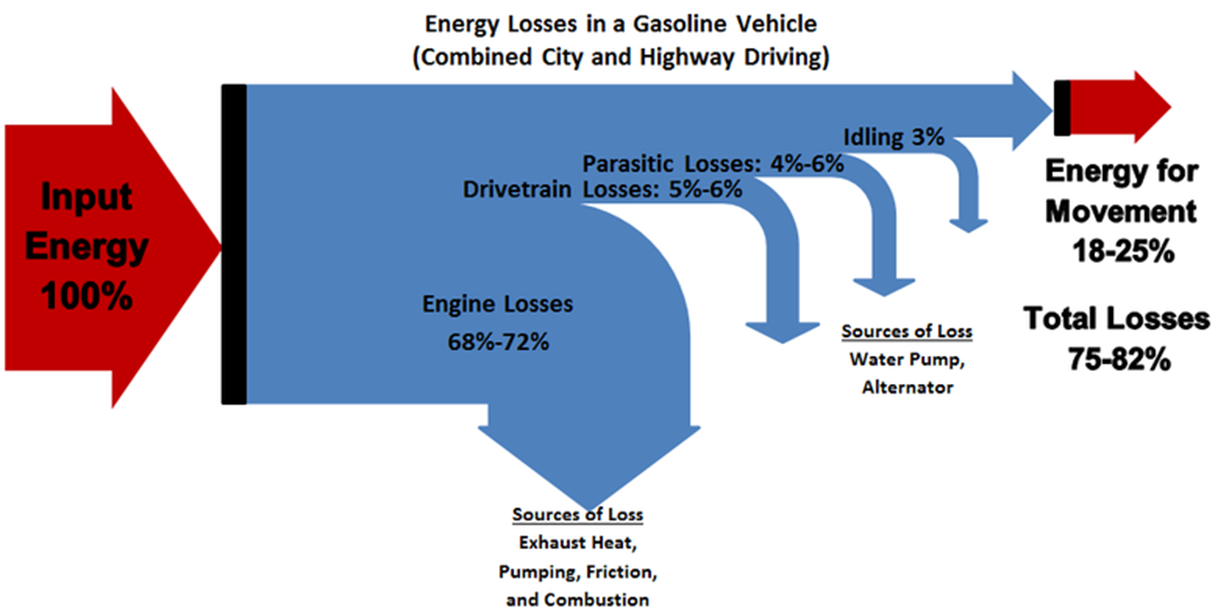 Energy Losses in a Gasoline Vehicle
(Combined City and Highway Driving)
Input
Energy
100%
Idling 3%
Parasitic Losses: 4%-6%
Drivetrain Losses: 5%-6%
Engine Losses
68%-72%
Sources of Loss
Exhaust Heat,
Pumping, Friction,
and Combustion
Sources of Loss
Water Pump,
Alternator
Energy for
Movement
18-25%
Total Losses
75-82%